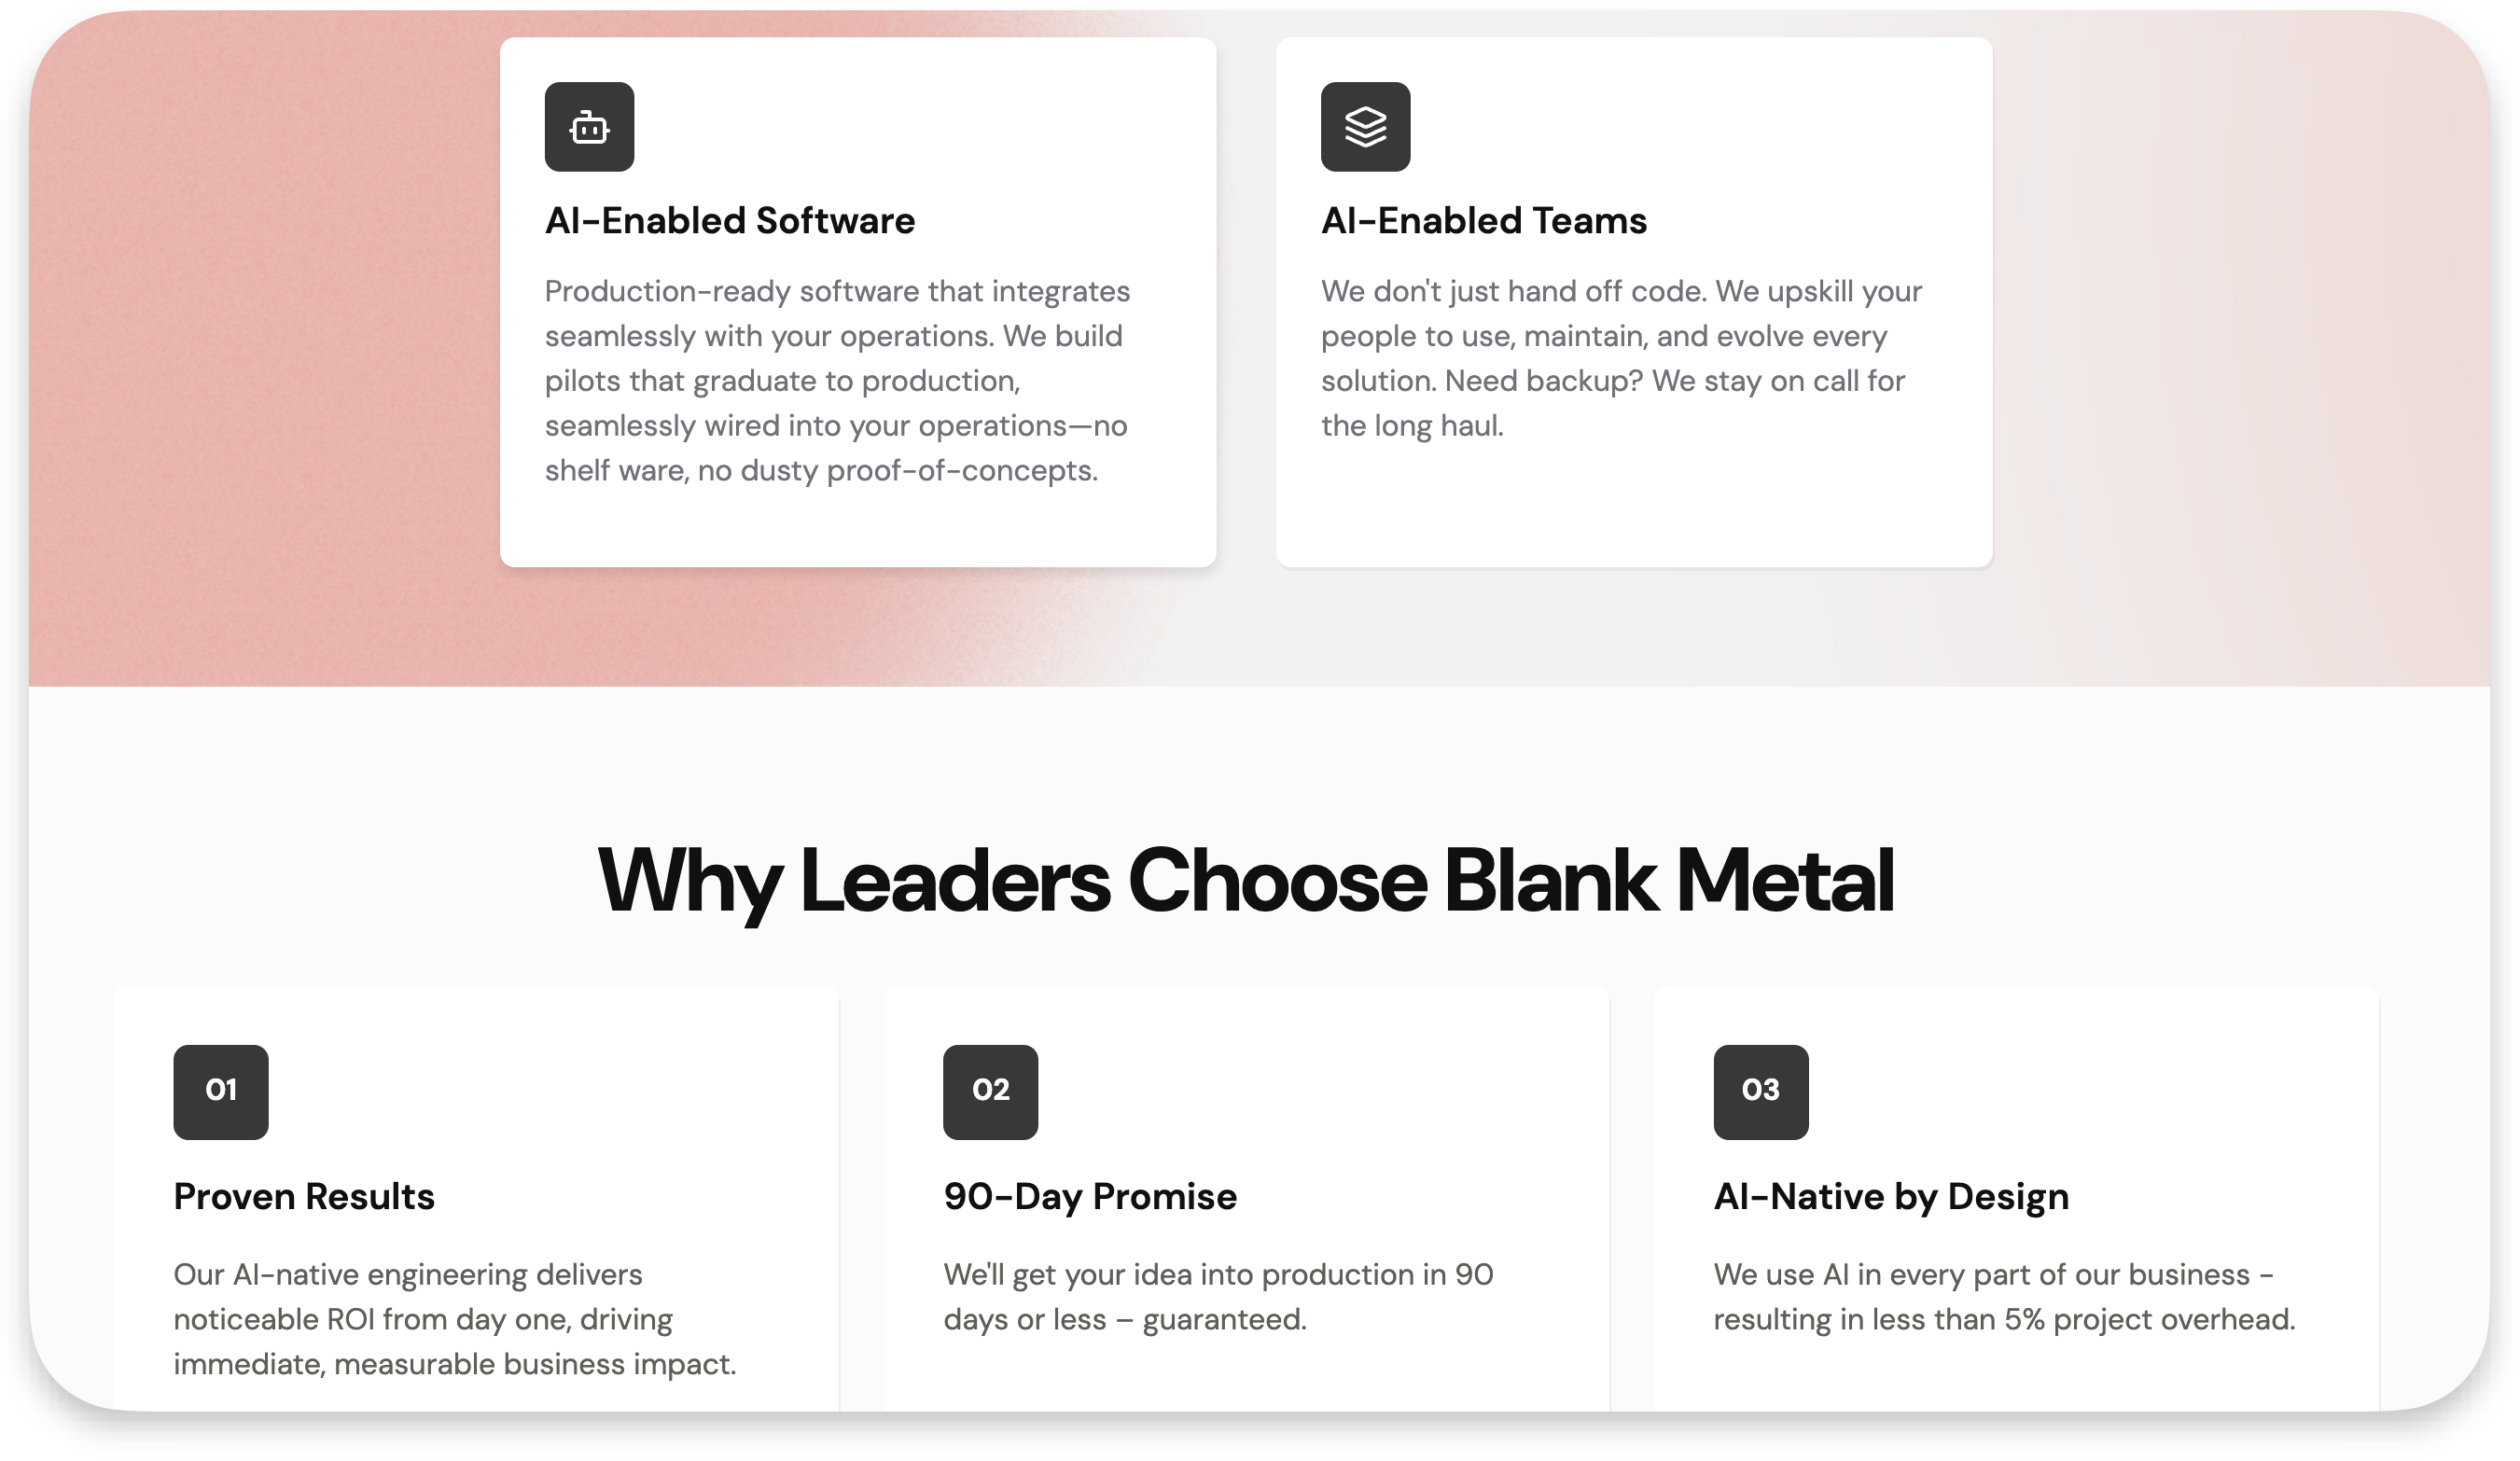 AI-Enabled Software
Production-ready software that integrates
seamlessly with your operations. We build
pilots that graduate to production,
seamlessly wired into your operations—no
shelf ware, no dusty proof-of-concepts.
AI-Enabled Teams
We don't just hand off code. We upskill your
people to use, maintain, and evolve every
solution. Need backup? We stay on call for
the long haul.
Why Leaders Choose Blank Metal
01
Proven Results
Our AI-native engineering delivers
noticeable ROI from day one, driving
immediate, measurable business impact.
02
90-Day Promise
We'll get your idea into production in 90
days or less – guaranteed.
03
AI-Native by Design
We use AI in every part of our business -
resulting in less than 5% project overhead.